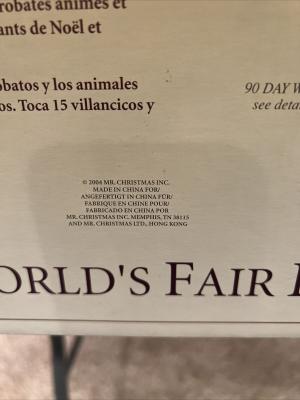 robates animés et
ants de Noël et
obatos y los animales
os. Toca 15 villancicos y
90 DAY
see
© 2004 MR. CHRISTMAS INC.
MADE IN CHINA FOR/
ANGEFERTIGT IN CHINA FÜR/
FABRIQUE EN CHINE POUR/
FABRICADO EN CHINA POR
MR. CHRISTMAS INC. MEMPHIS, TN 38115
AND MR. CHRISTMAS LTD., HONG KONG
ORLD'S FAIR